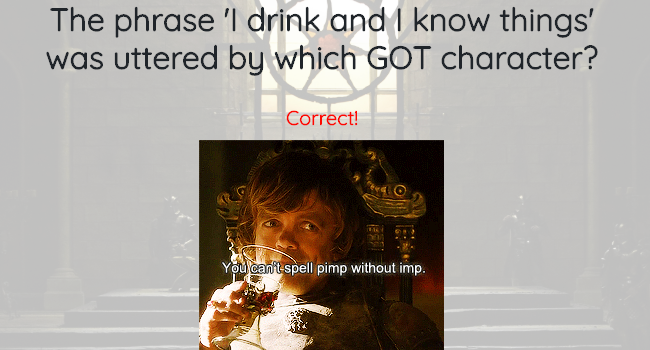 The phrase 'I drink and I know things'
was uttered by which GOT character?
Correct!
You can't spell pimp without imp.